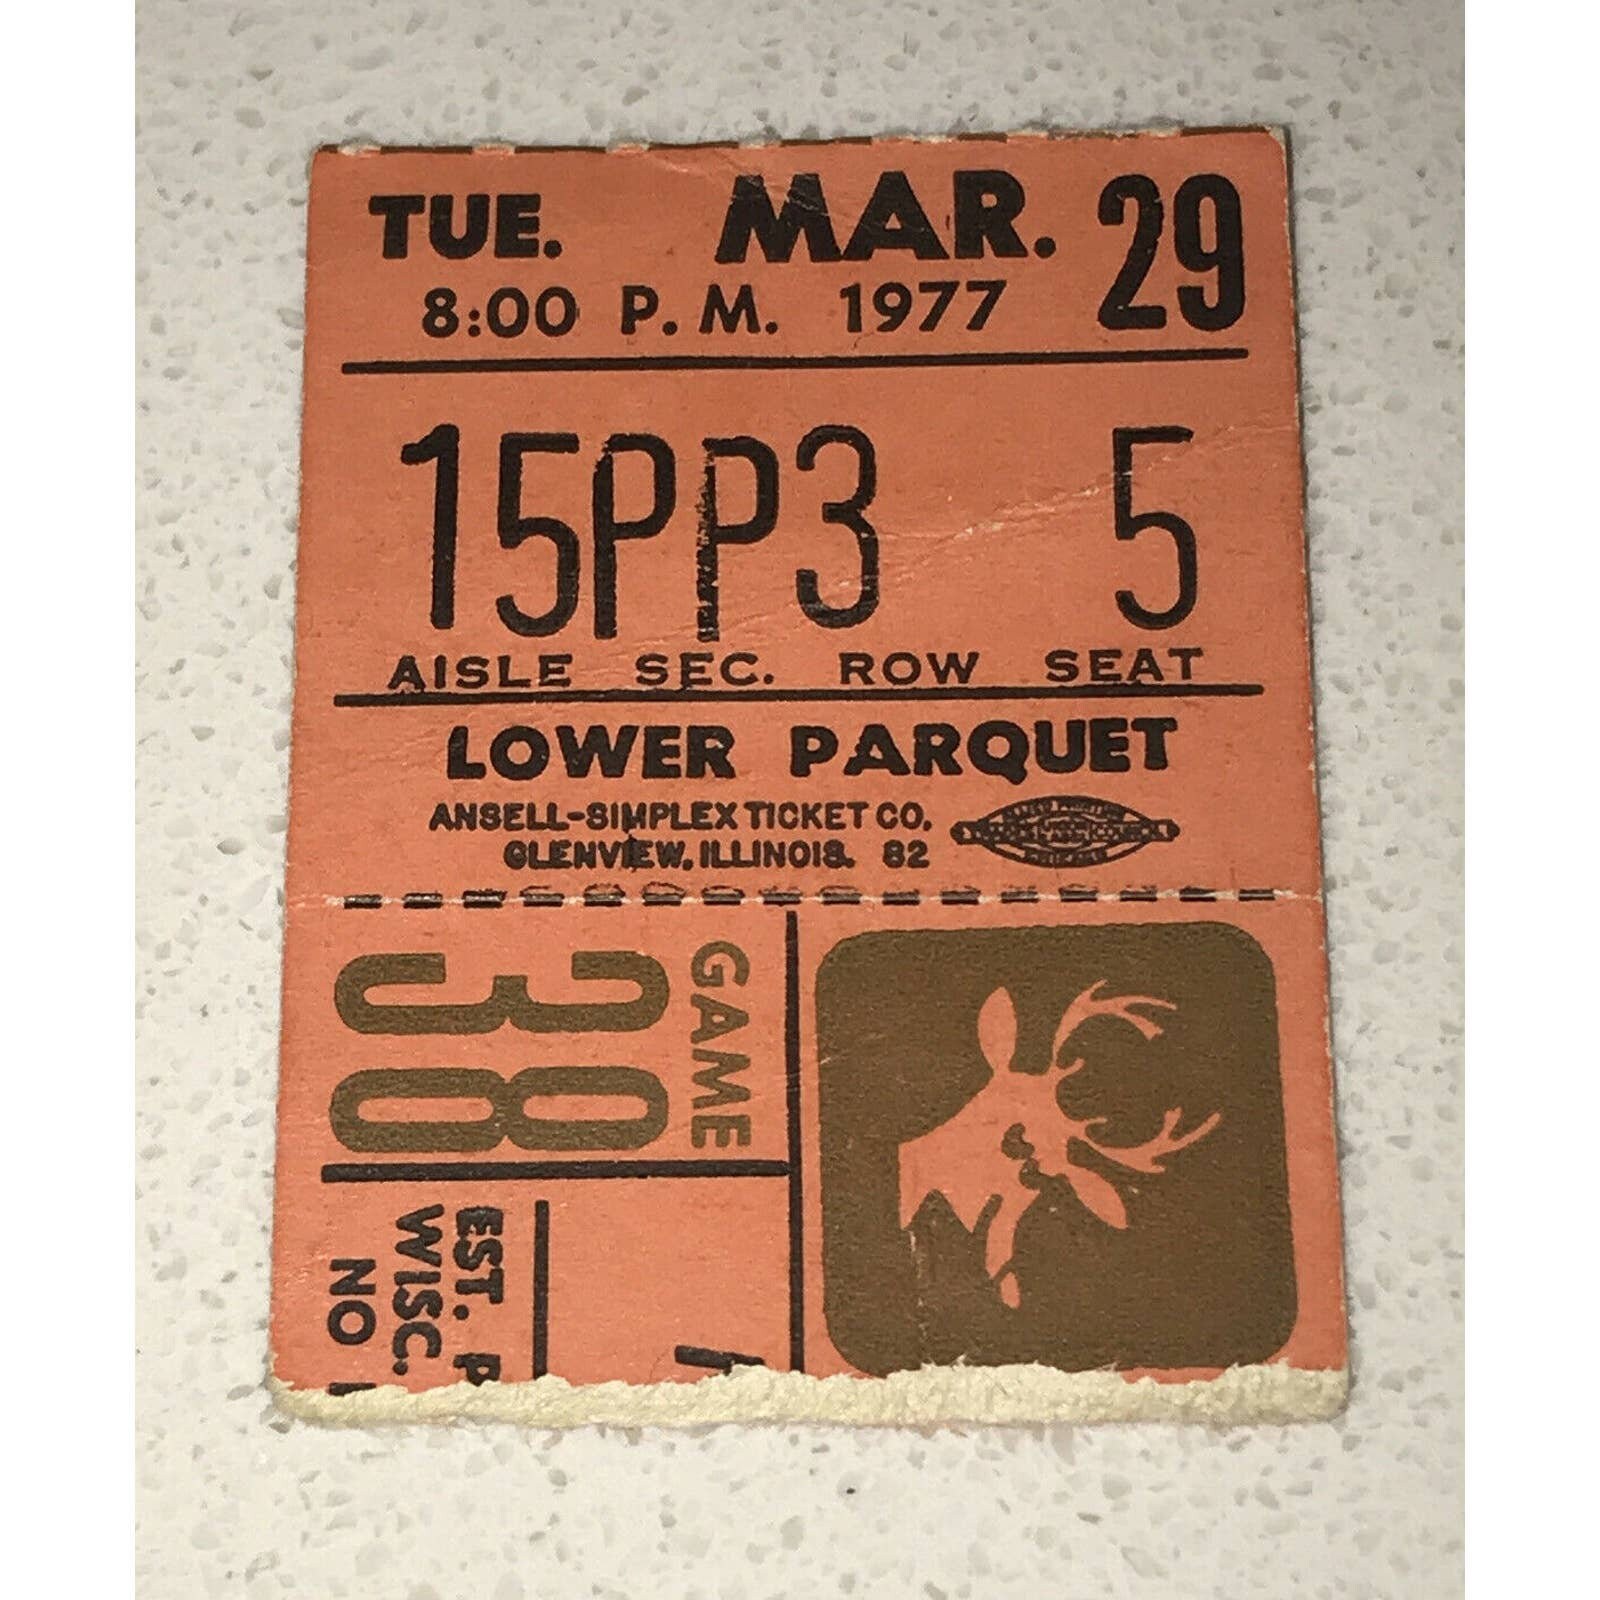 TUE. MAR. 29
8:00 P. M. 1977
15PP3 5
AISLE SEC. ROW SEAT
LOWER PARQUET
ANSELL-SIMPLEX TICKET CO.
GLENVIEW, ILLINOIS. 82
GAME
38
EST. P
WISC.
NO